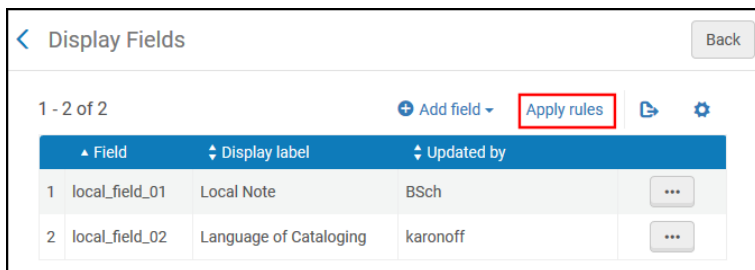 Display Fields
Back
1 - 2 of 2
Add field
Apply rules
Field Display label Updated by
1 local_field_01 Local Note BSch
2 local_field_02 Language of Cataloging karonoff